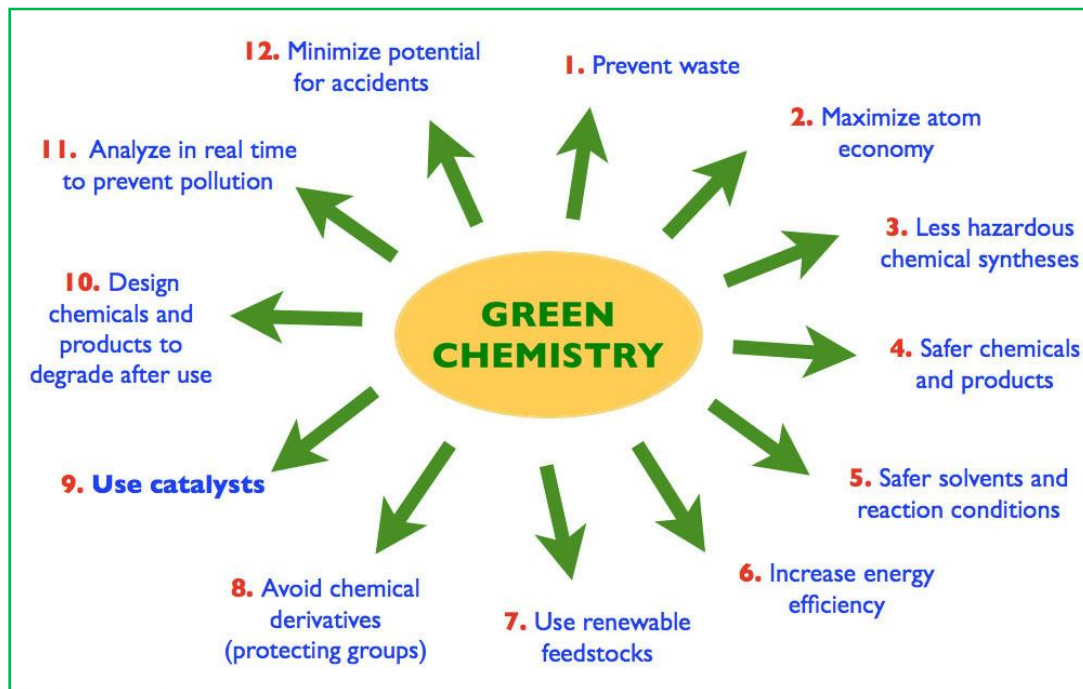 GREEN
CHEMISTRY
1. Prevent waste
2. Maximize atom
economy
3. Less hazardous
chemical syntheses
4. Safer chemicals
and products
5. Safer solvents and
reaction conditions
6. Increase energy
efficiency
7. Use renewable
feedstocks
8. Avoid chemical
derivatives
(protecting groups)
9. Use catalysts
10. Design
chemicals and
products to
degrade after use
11. Analyze in real time
to prevent pollution
12. Minimize potential
for accidents